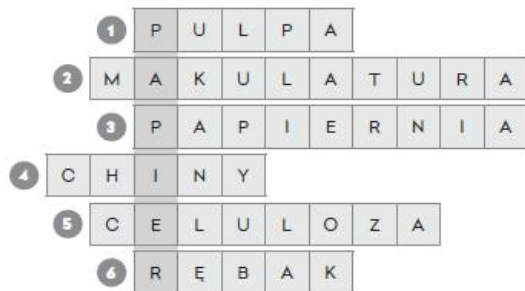 1 PULPA
2 MAKULATURA
3 PAPIERNIA
4 CHINY
5 CELULOZA
6 RĘBAK